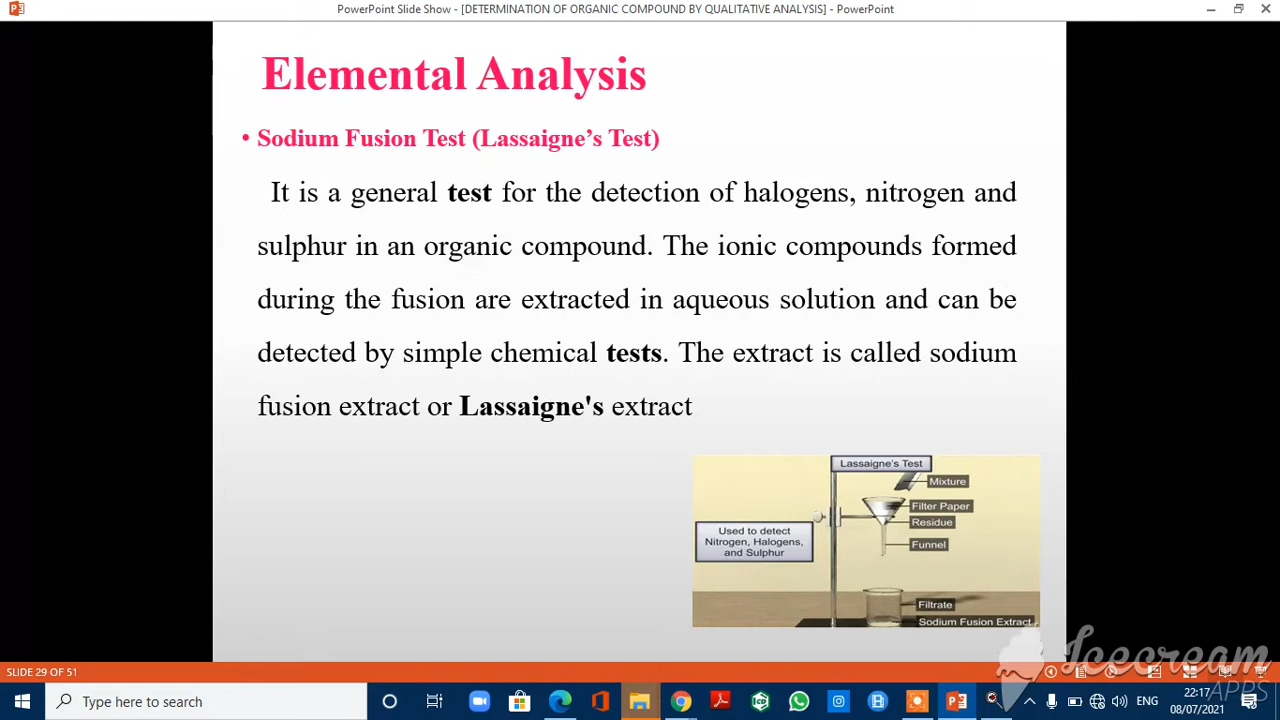 PowerPoint Slide Show - [DETERMINATION OF ORGANIC COMPOUND BY QUALITATIVE ANALYSIS] - PowerPoint
Elemental Analysis
• Sodium Fusion Test (Lassaigne’s Test)
It is a general test for the detection of halogens, nitrogen and
sulphur in an organic compound. The ionic compounds formed
during the fusion are extracted in aqueous solution and can be
detected by simple chemical tests. The extract is called sodium
fusion extract or Lassaigne's extract
Lassaigne's Test
Mixture
Filter Paper
Residue
Funnel
Used to detect
Nitrogen, Halogens,
and Sulphur
Filtrate
Sodium Fusion Extract
Icecream
APPS
SLIDE 29 OF 51
Type here to search
ENG
22:17
08/07/2021